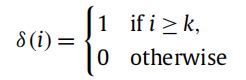 δ(i) = { 1 if i ≥ k,
0 otherwise